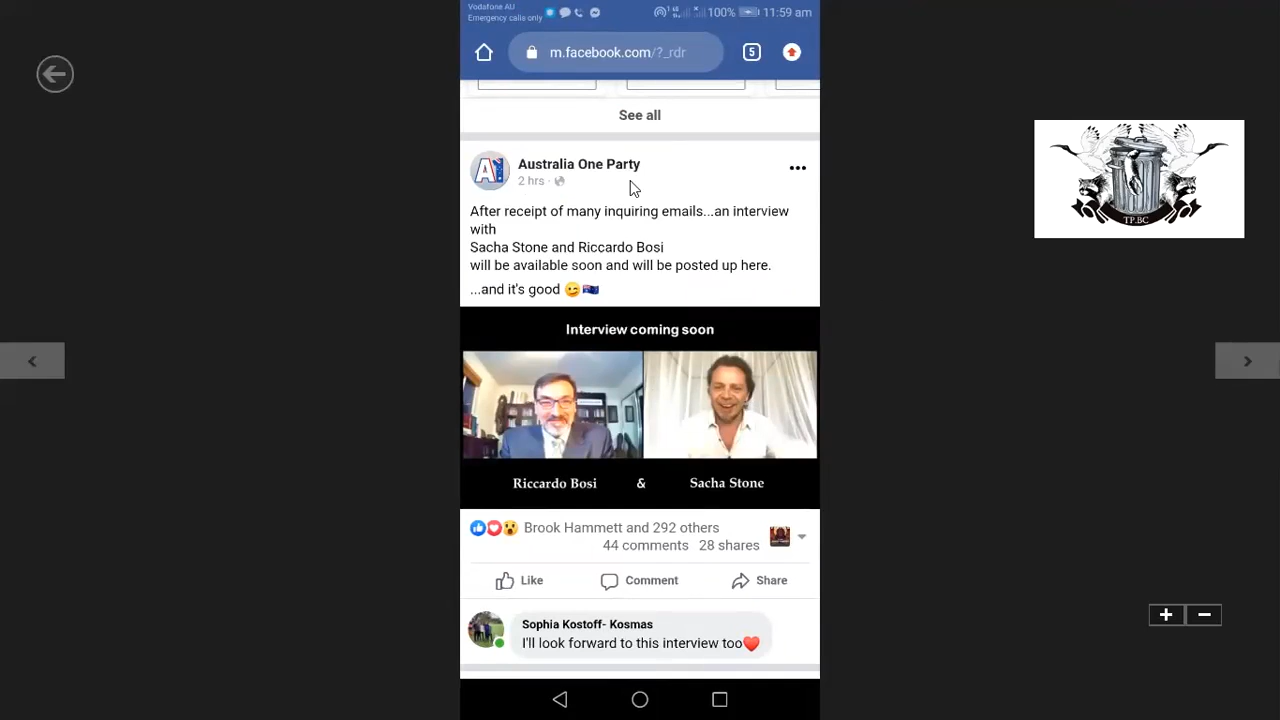 Vodafone AU
Emergency calls only
100%
11:59 am
m.facebook.com/?_rdr
5
See all
Australia One Party
2 hrs ·
After receipt of many inquiring emails...an interview
with
Sacha Stone and Riccardo Bosi
will be available soon and will be posted up here.
...and it's good 😉🇦🇺
Interview coming soon
Riccardo Bosi & Sacha Stone
Brook Hammett and 292 others
44 comments 28 shares
Like Comment Share
Sophia Kostoff- Kosmas
I'll look forward to this interview too❤️
TP.BC